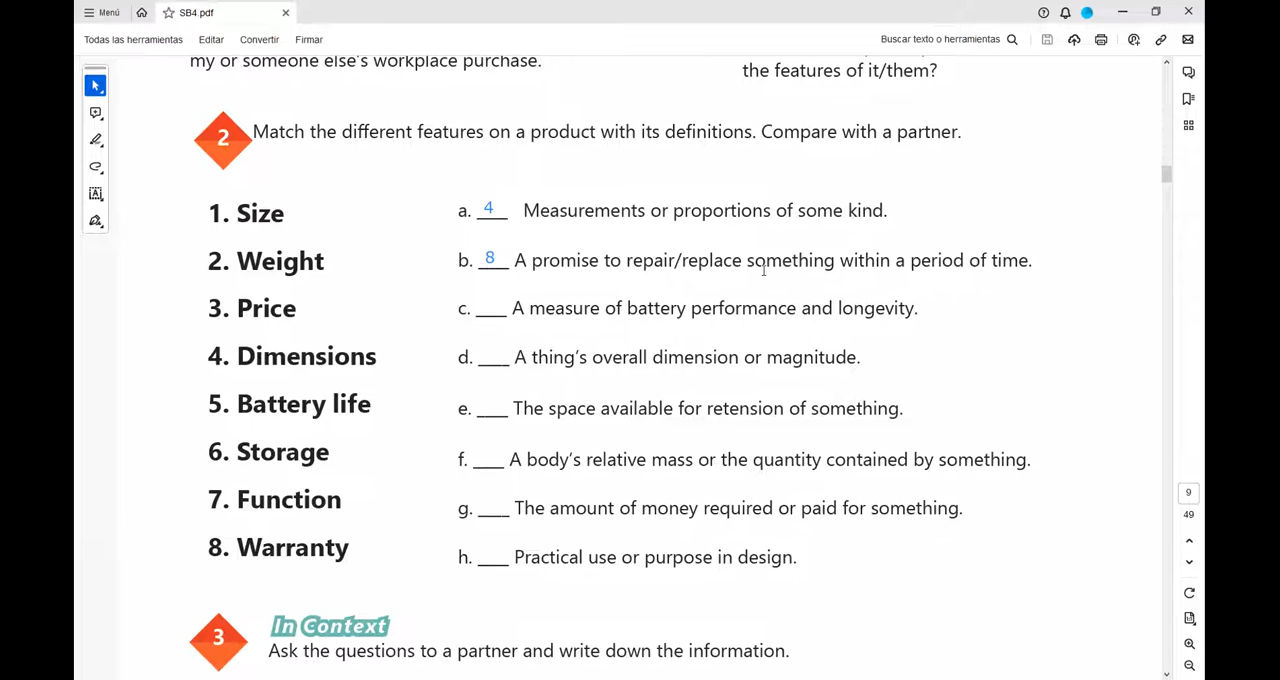 Menú
SB4.pdf
Todas las herramientas Editar Convertir Firmar Buscar texto o herramientas
my or someone else's workplace purchase.
the features of it/them?
2 Match the different features on a product with its definitions. Compare with a partner.
1. Size
a. 4 Measurements or proportions of some kind.
2. Weight
b. 8 A promise to repair/replace something within a period of time.
3. Price
c. ___ A measure of battery performance and longevity.
4. Dimensions
d. ___ A thing's overall dimension or magnitude.
5. Battery life
e. ___ The space available for retension of something.
6. Storage
f. ___ A body's relative mass or the quantity contained by something.
7. Function
g. ___ The amount of money required or paid for something.
8. Warranty
h. ___ Practical use or purpose in design.
9
49
3 In Context
Ask the questions to a partner and write down the information.